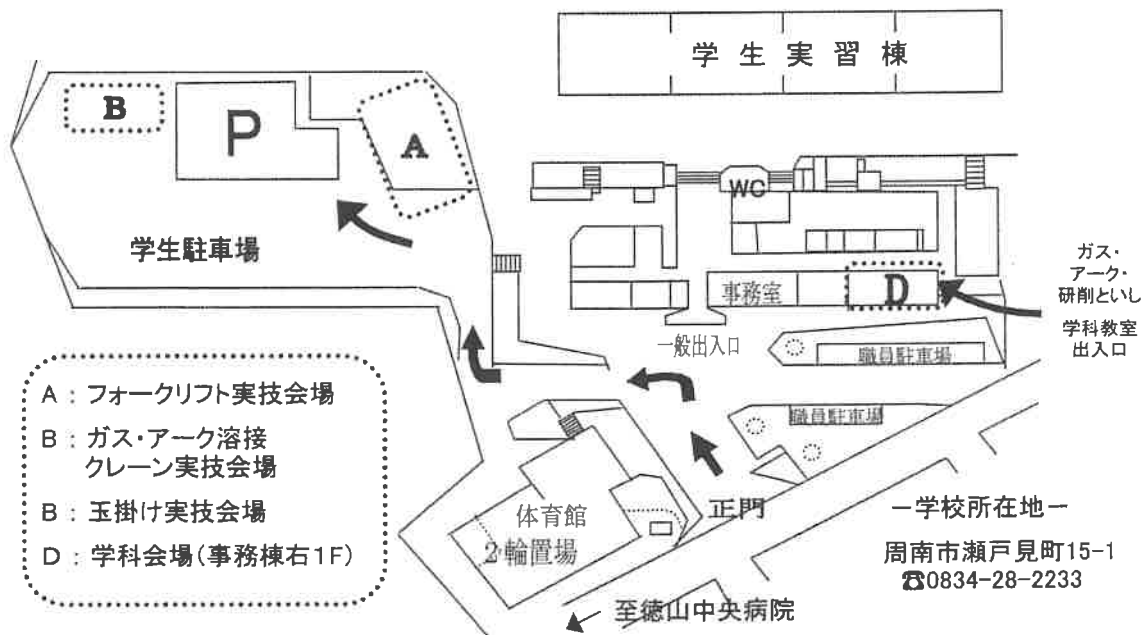 学生実習棟
B
P
A
WC
学生駐車場
事務室
D
ガス・
アーク・
研削といし
学科教室
出入口
一般出入口
職員駐車場
職員駐車場
A : フォークリフト実技会場
B : ガス・アーク溶接
クレーン実技会場
B : 玉掛け実技会場
D : 学科会場(事務棟右1F)
体育館
2輪置場
正門
ー学校所在地ー
周南市瀬戸見町15-1
☎0834-28-2233
至徳山中央病院